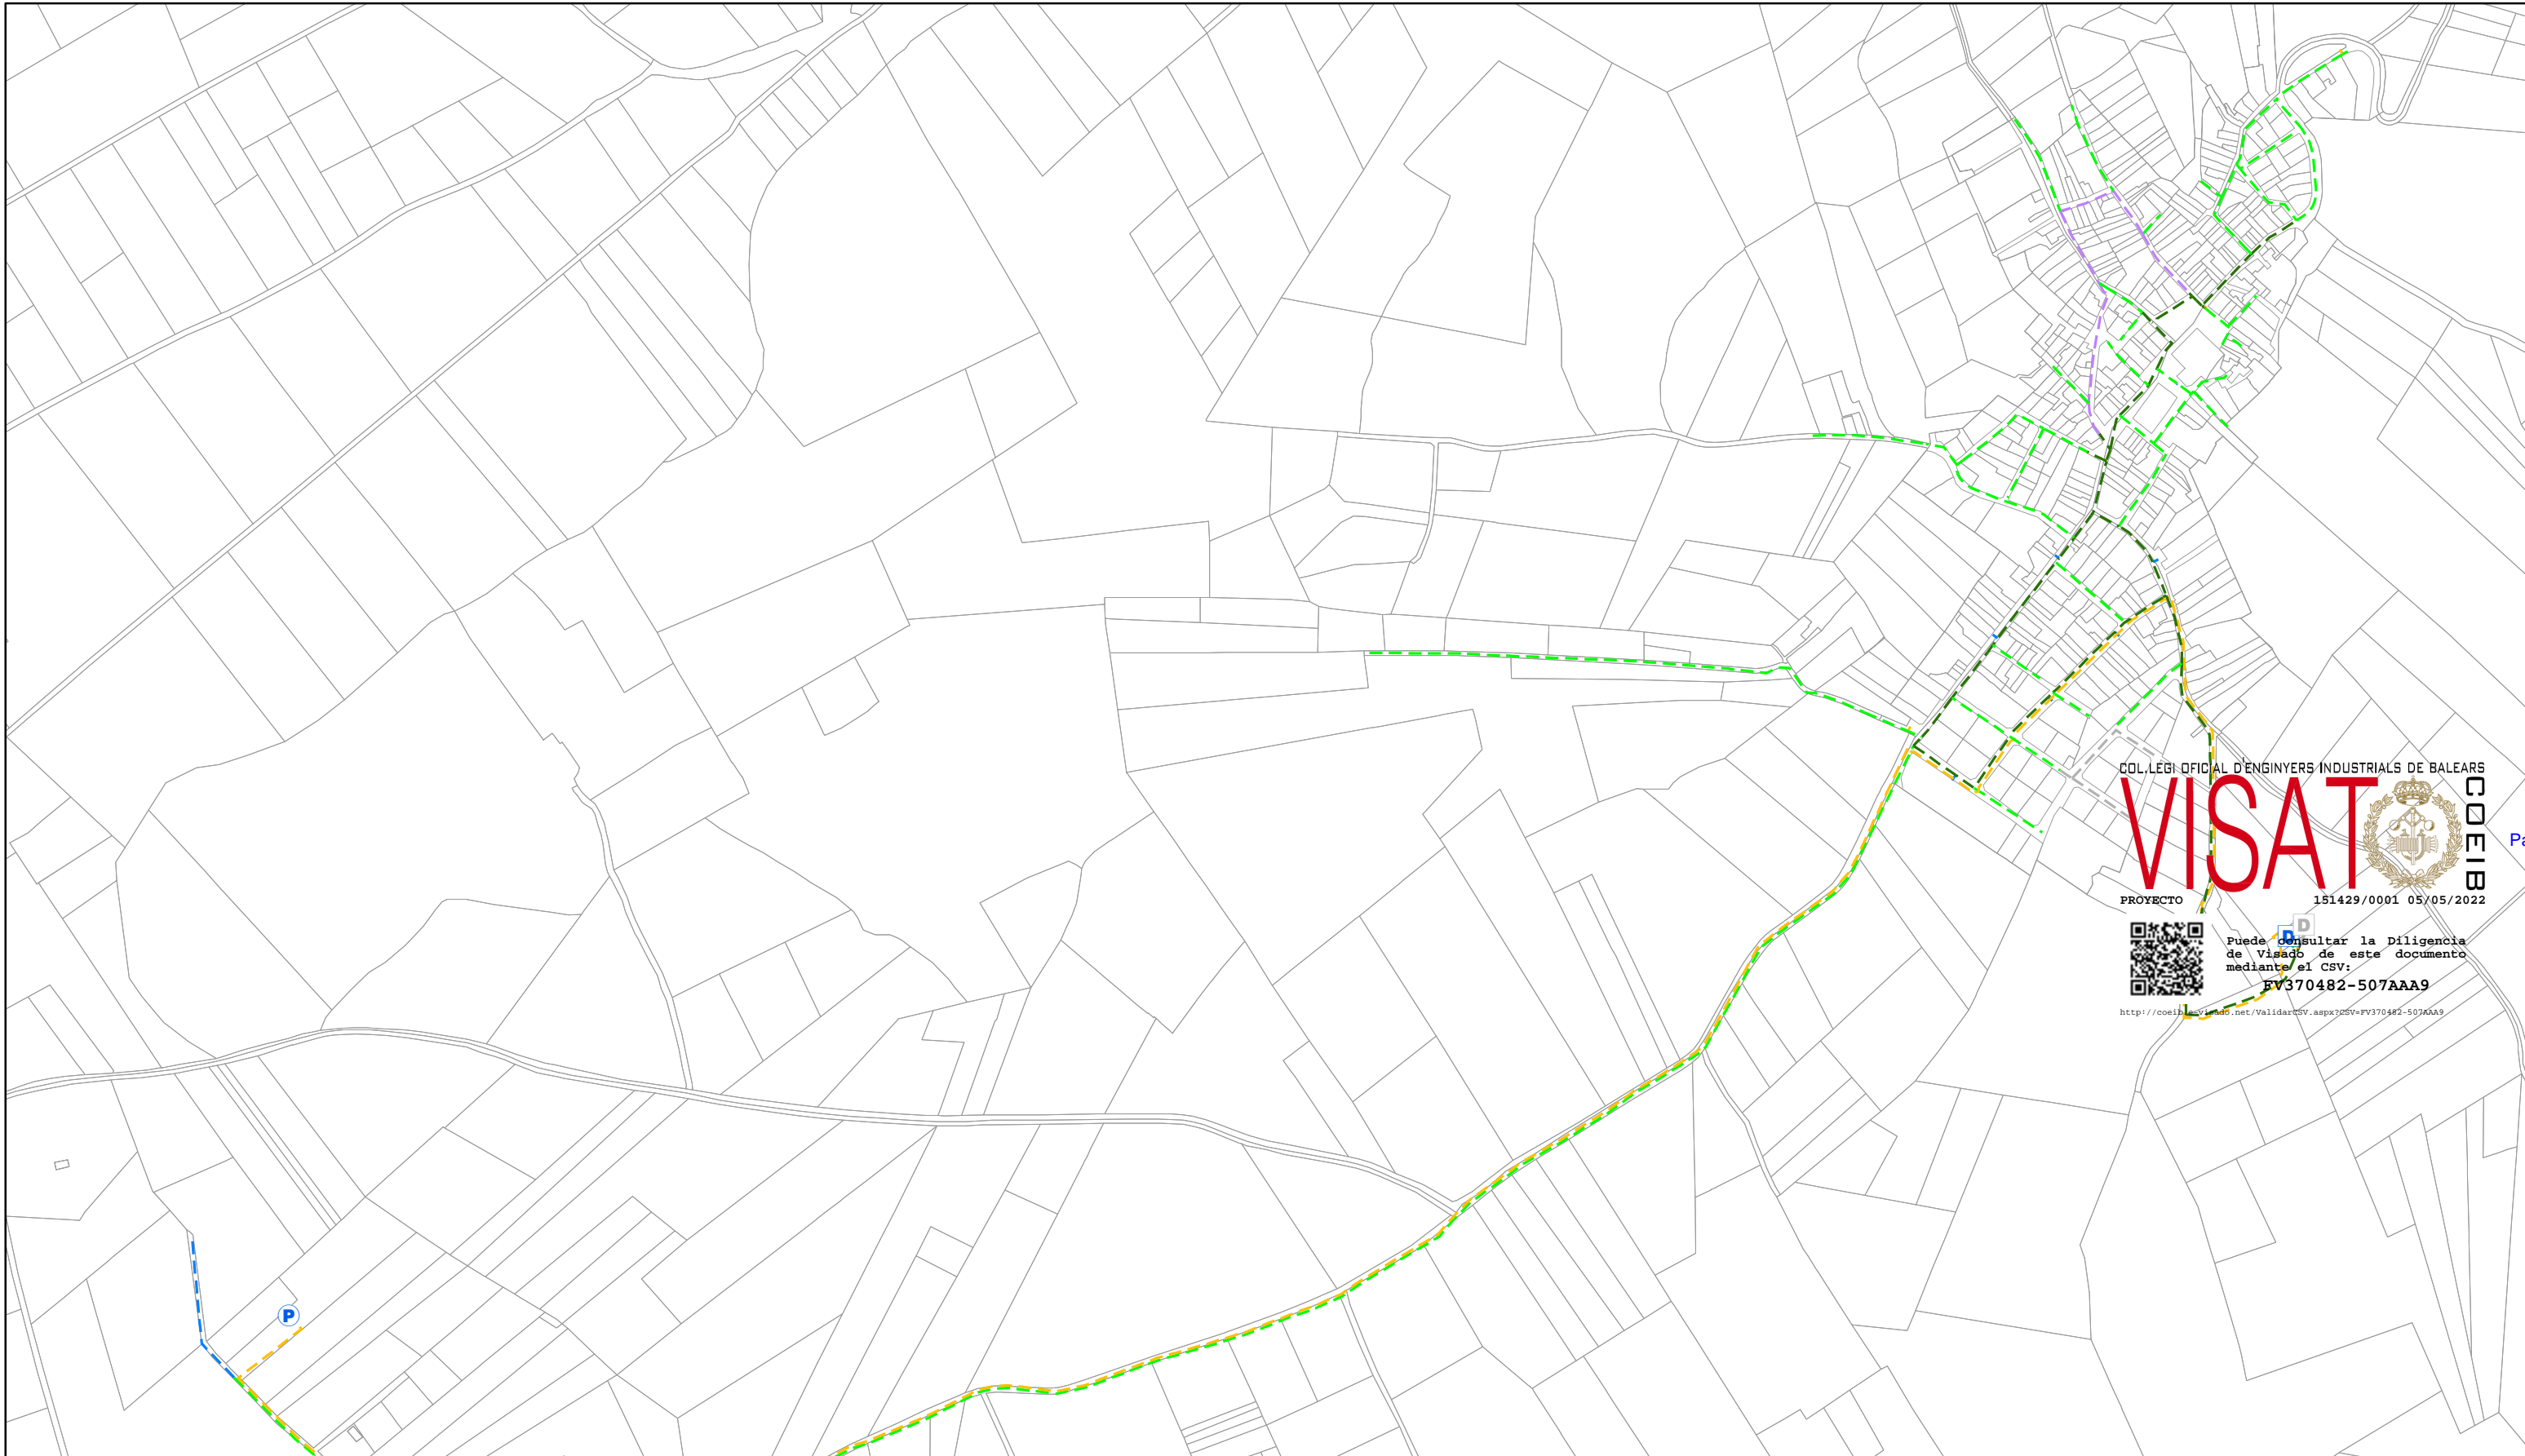 COL.LEGI OFICIAL D'ENGINYERS INDUSTRIALS DE BALEARS
VISAT
COEIB
Pa
PROYECTO 151429/0001 05/05/2022
D
D
Puede consultar la Diligencia
de Visado de este documento
mediante el CSV:
FV370482-507AAA9
http://coeib.e-visado.net/ValidarCSV.aspx?CSV=FV370482-507AAA9
P